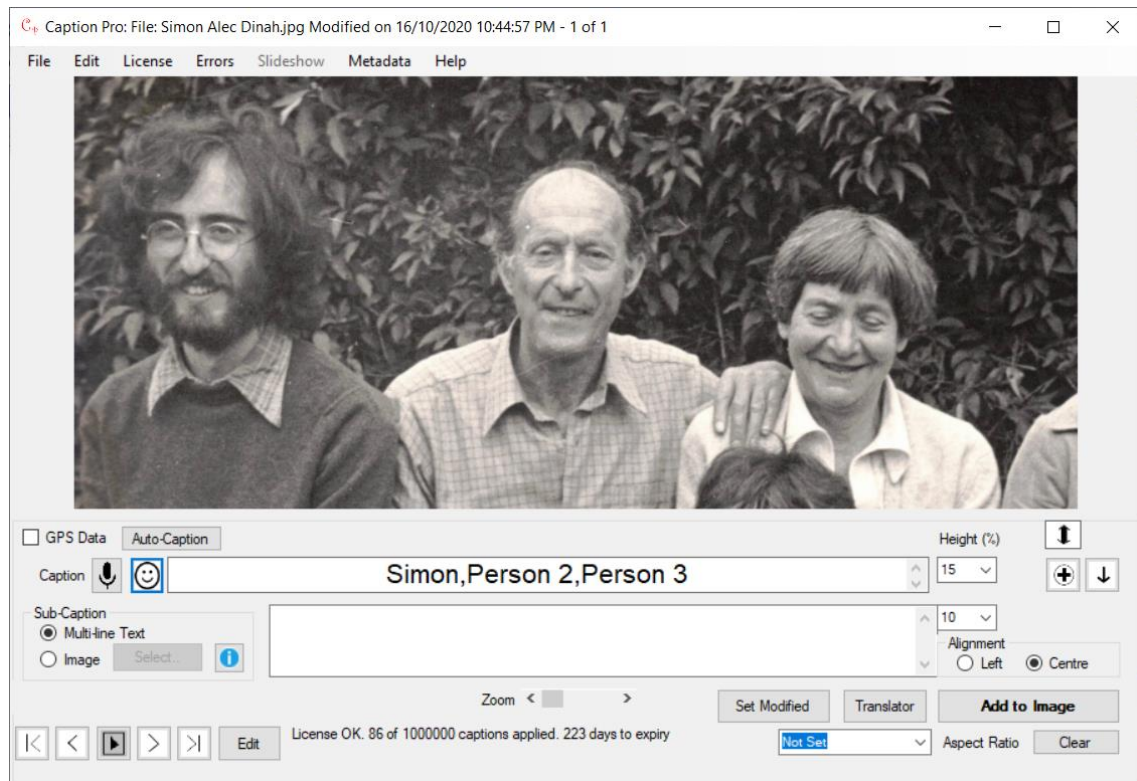 Caption Pro: File: Simon Alec Dinah.jpg Modified on 16/10/2020 10:44:57 PM - 1 of 1
File Edit License Errors Slideshow Metadata Help
GPS Data Auto-Caption Height (%)
Caption Simon,Person 2,Person 3 15
Sub-Caption
Multi-line Text 10
Alignment
Image Select.. Left Centre
Zoom
Set Modified Translator Add to Image
Edit License OK. 86 of 1000000 captions applied. 223 days to expiry Not Set Aspect Ratio Clear